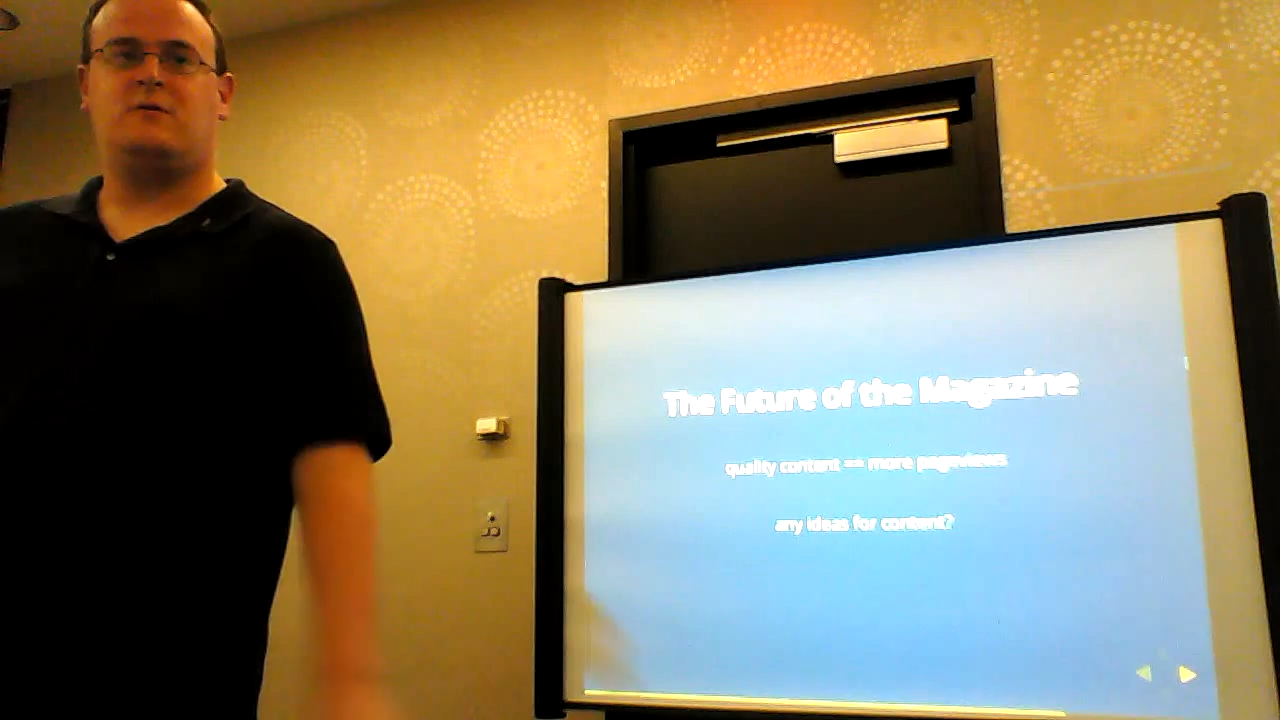 The Future of the Magazine
quality content == more pageviews
any ideas for content?